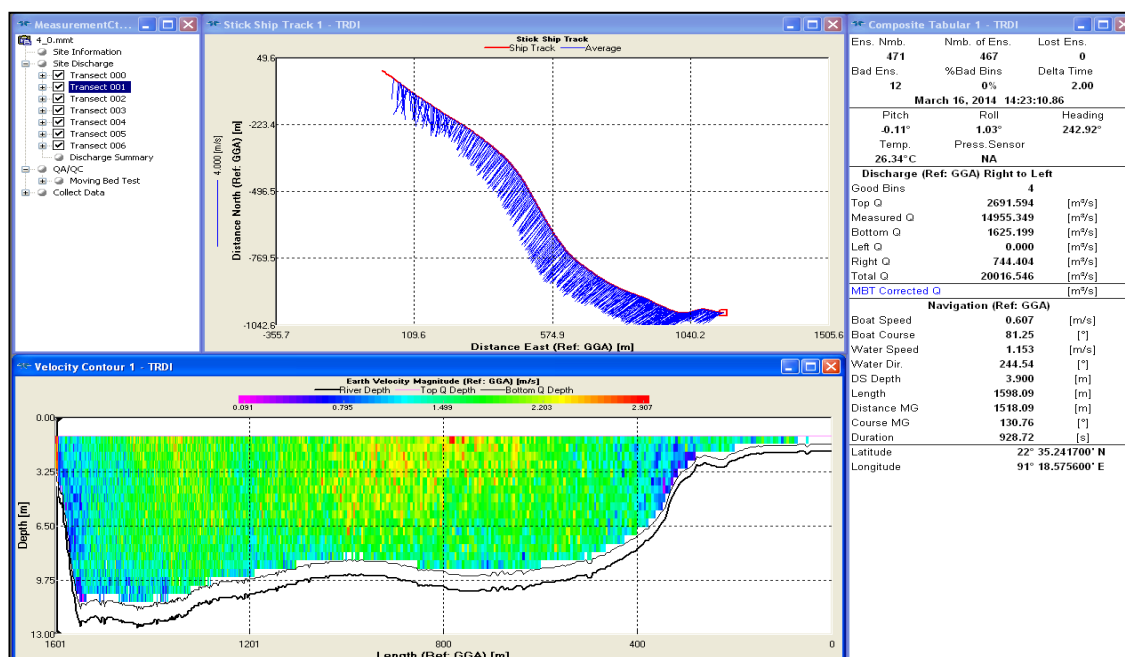 MeasurementCt...
4_0.mmt
Site Information
Site Discharge
Transect 000
Transect 001
Transect 002
Transect 003
Transect 004
Transect 005
Transect 006
Discharge Summary
QA/QC
Moving Bed Test
Collect Data
Stick Ship Track 1 - TRDI
Stick Ship Track
Ship Track Average
49.6
-223.4
-496.5
-769.5
-1042.6
4.000 [m/s]
Distance North (Ref: GGA) [m]
-355.7 109.6 574.9 1040.2 1505.6
Distance East (Ref: GGA) [m]
Velocity Contour 1 - TRDI
Earth Velocity Magnitude (Ref: GGA) [m/s]
River Depth Top Q Depth Bottom Q Depth
0.091 0.795 1.499 2.203 2.907
0.00
3.25
6.50
9.75
13.00
Depth [m]
1601 1201 800 400 0
Length (Ref: GGA) [m]
Composite Tabular 1 - TRDI
Ens. Nmb. Nmb. of Ens. Lost Ens.
471 467 0
Bad Ens. %Bad Bins Delta Time
12 0% 2.00
March 16, 2014 14:23:10.86
Pitch Roll Heading
-0.11° 1.03° 242.92°
Temp. Press.Sensor
26.34°C NA
Discharge (Ref: GGA) Right to Left
Good Bins 4
Top Q 2691.594 [m³/s]
Measured Q 14955.349 [m³/s]
Bottom Q 1625.199 [m³/s]
Left Q 0.000 [m³/s]
Right Q 744.404 [m³/s]
Total Q 20016.546 [m³/s]
MBT Corrected Q [m³/s]
Navigation (Ref: GGA)
Boat Speed 0.607 [m/s]
Boat Course 81.25 [°]
Water Speed 1.153 [m/s]
Water Dir. 244.54 [°]
DS Depth 3.900 [m]
Length 1598.09 [m]
Distance MG 1518.09 [m]
Course MG 130.76 [°]
Duration 928.72 [s]
Latitude 22° 35.241700' N
Longitude 91° 18.575600' E